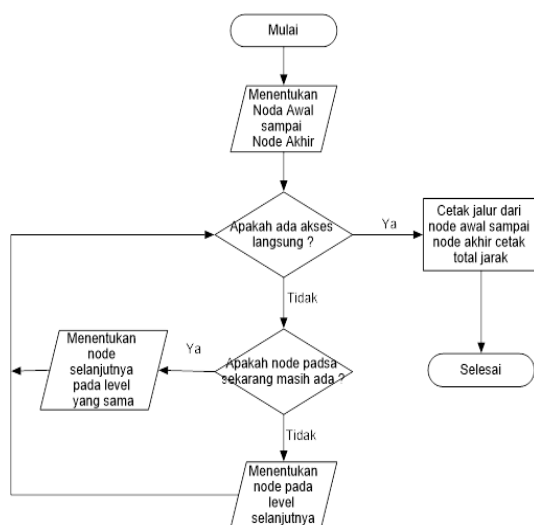 Mulai
Menentukan
Noda Awal
sampai
Node Akhir
Apakah ada akses
langsung ?
Ya
Cetak jalur dari
node awal sampai
node akhir cetak
total jarak
Tidak
Menentukan
node
selanjutnya
pada level
yang sama
Ya
Apakah node padsa
sekarang masih ada ?
Selesai
Tidak
Menentukan
node pada
level
selanjutnya